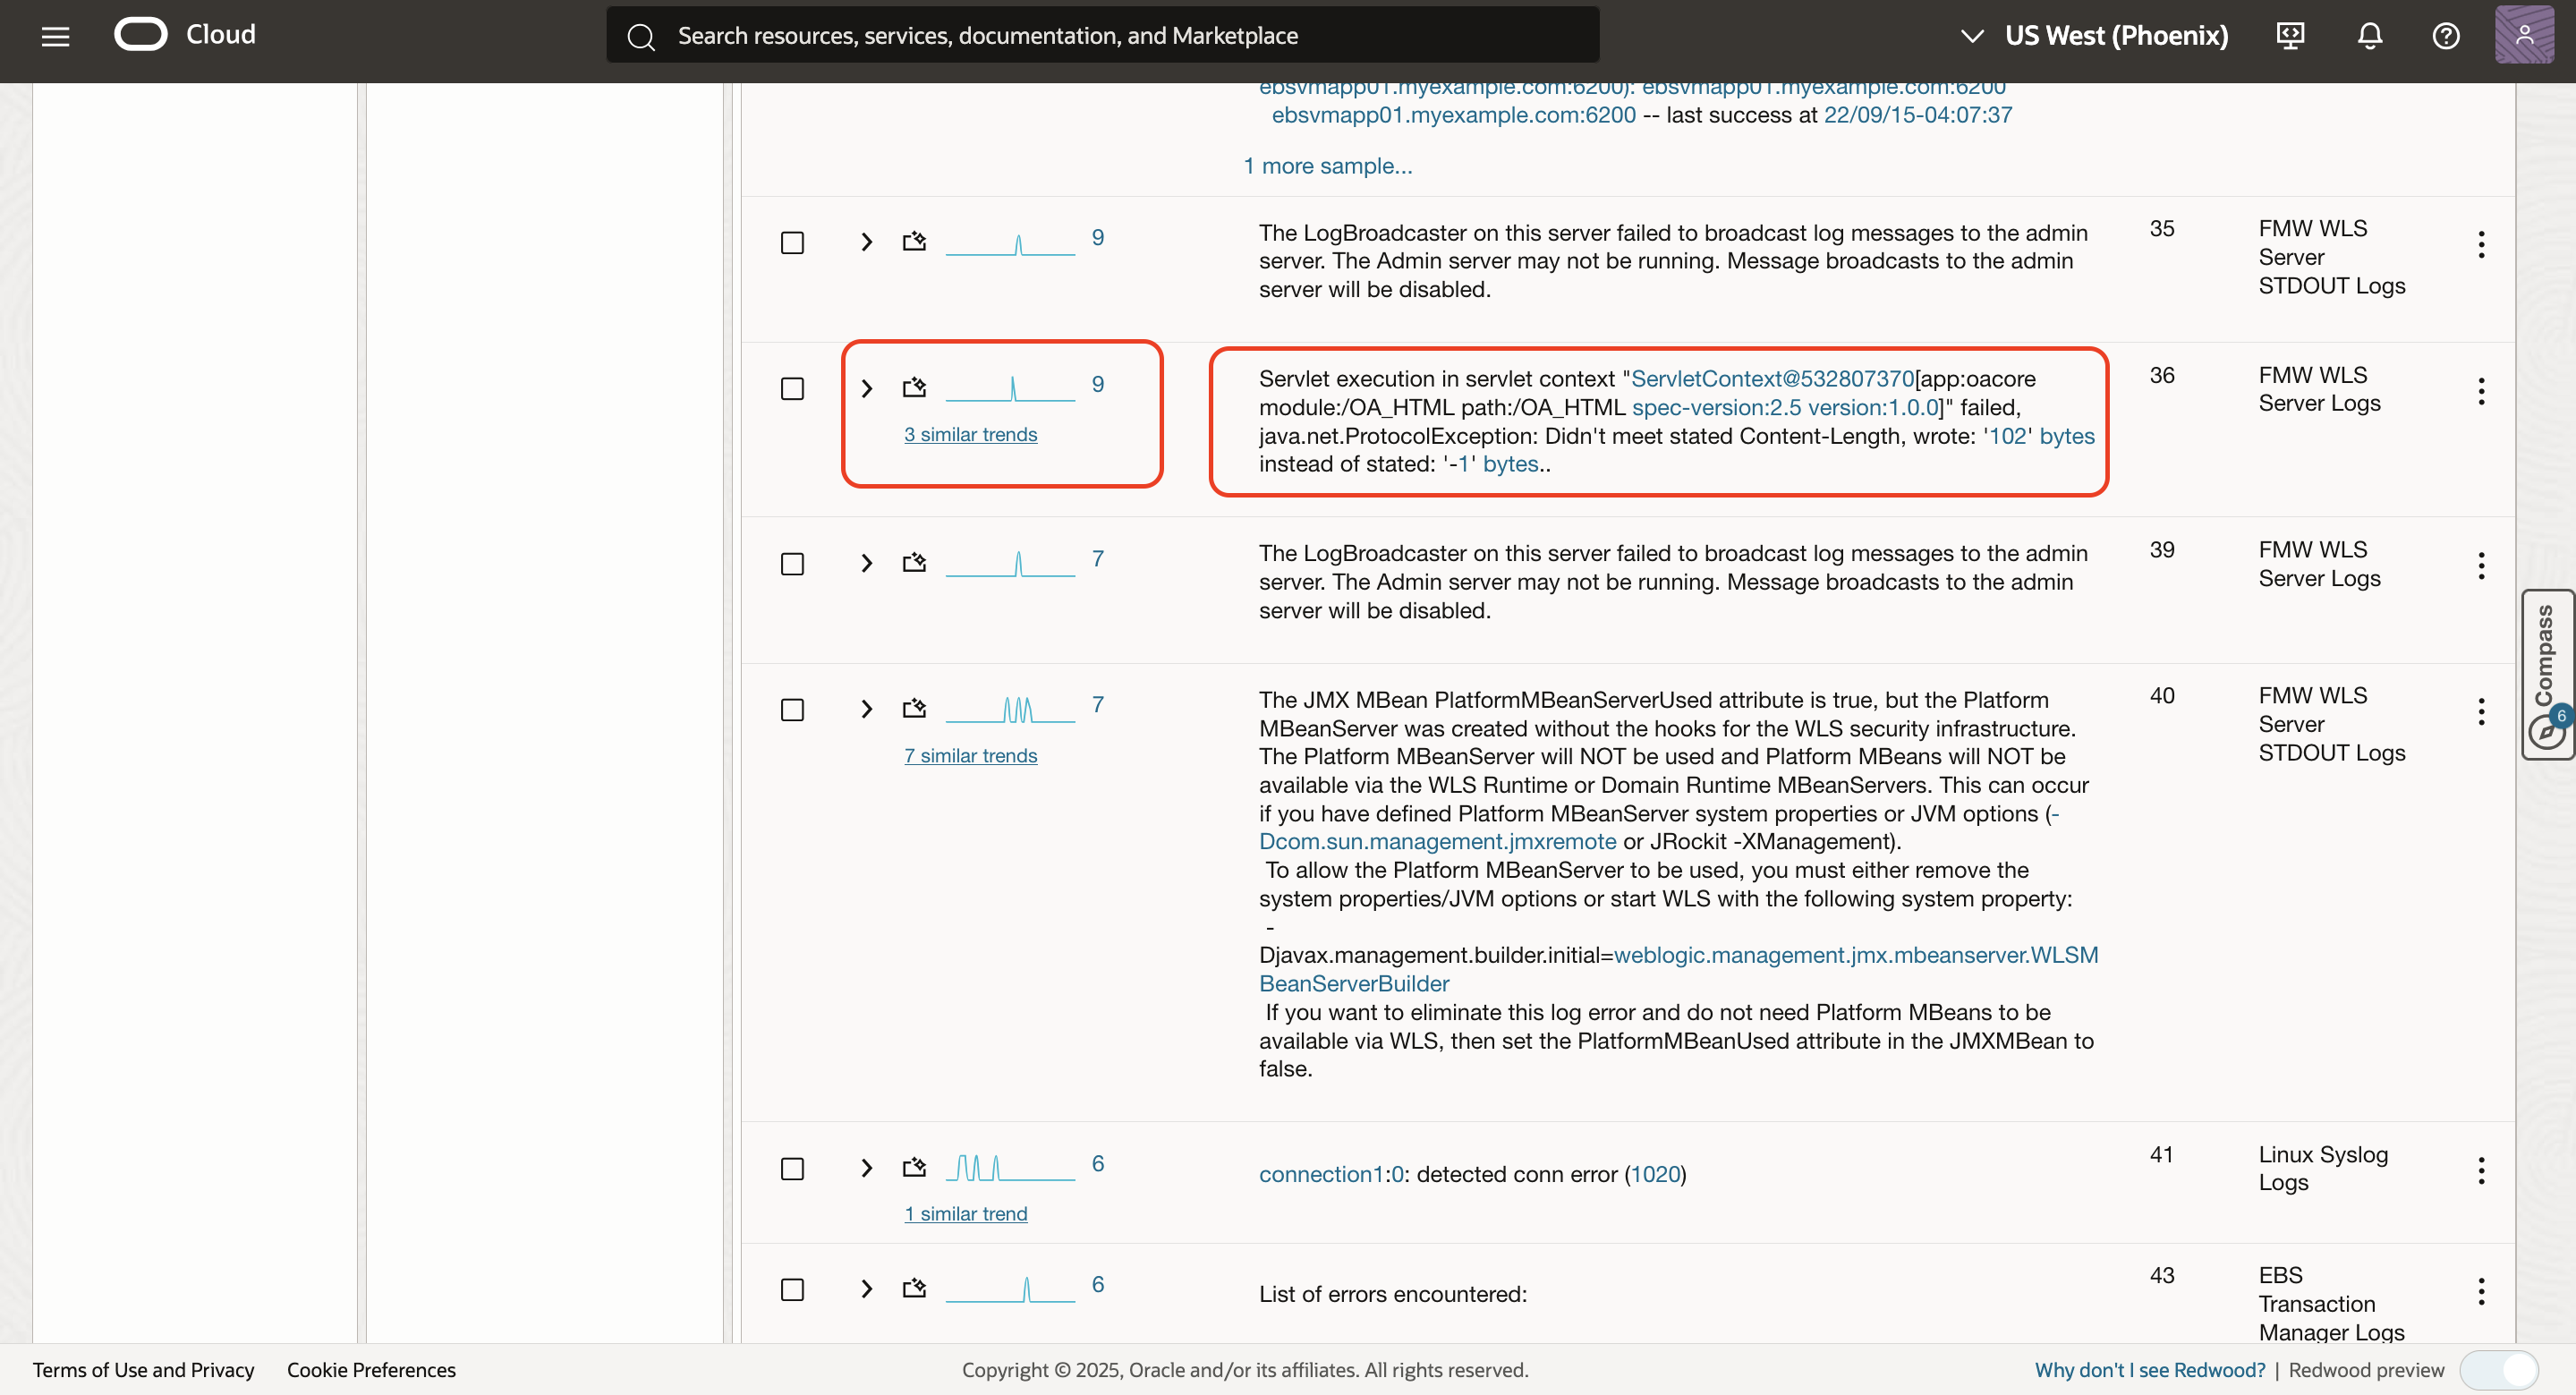 Cloud
Search resources, services, documentation, and Marketplace
US West (Phoenix)
ebsvmapp01.myexample.com:6200): ebsvmapp01.myexample.com:6200
ebsvmapp01.myexample.com:6200 -- last success at 22/09/15-04:07:37
1 more sample...
9
The LogBroadcaster on this server failed to broadcast log messages to the admin
server. The Admin server may not be running. Message broadcasts to the admin
server will be disabled.
35
FMW WLS
Server
STDOUT Logs
9
3 similar trends
Servlet execution in servlet context "ServletContext@532807370[app:oacore
module:/OA_HTML path:/OA_HTML spec-version:2.5 version:1.0.0]" failed,
java.net.ProtocolException: Didn't meet stated Content-Length, wrote: '102' bytes
instead of stated: '-1' bytes..
36
FMW WLS
Server Logs
7
The LogBroadcaster on this server failed to broadcast log messages to the admin
server. The Admin server may not be running. Message broadcasts to the admin
server will be disabled.
39
FMW WLS
Server Logs
7
7 similar trends
The JMX MBean PlatformMBeanServerUsed attribute is true, but the Platform
MBeanServer was created without the hooks for the WLS security infrastructure.
The Platform MBeanServer will NOT be used and Platform MBeans will NOT be
available via the WLS Runtime or Domain Runtime MBeanServers. This can occur
if you have defined Platform MBeanServer system properties or JVM options (-
Dcom.sun.management.jmxremote or JRockit -XManagement).
To allow the Platform MBeanServer to be used, you must either remove the
system properties/JVM options or start WLS with the following system property:
-
Djavax.management.builder.initial=weblogic.management.jmx.mbeanserver.WLSM
BeanServerBuilder
If you want to eliminate this log error and do not need Platform MBeans to be
available via WLS, then set the PlatformMBeanUsed attribute in the JMXMBean to
false.
40
FMW WLS
Server
STDOUT Logs
6
1 similar trend
connection1:0: detected conn error (1020)
41
Linux Syslog
Logs
6
List of errors encountered:
43
EBS
Transaction
Manager Logs
Compass
6
Terms of Use and Privacy
Cookie Preferences
Copyright © 2025, Oracle and/or its affiliates. All rights reserved.
Why don't I see Redwood? | Redwood preview